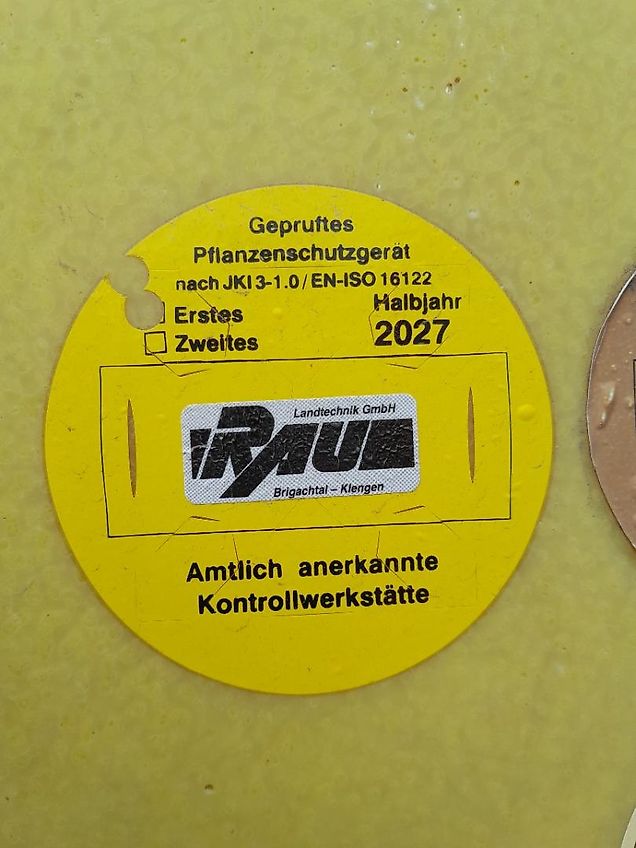 Gepruftes
Pflanzenschutzgerät
nach JKI 3-1.0 / EN-ISO 16122
Erstes
Zweites
Halbjahr
2027
Landtechnik GmbH
RAUE
Brigachtal – Klengen
Amtlich anerkannte
Kontrollwerkstätte